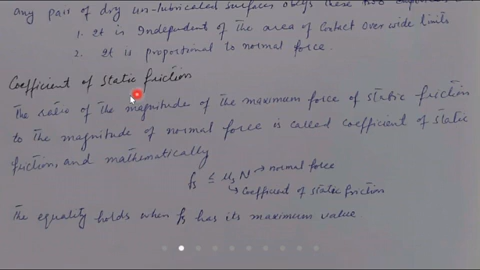 any pair of dry un-lubricated surfaces obeys these two
1. It is Independent of the area of Contact over wide limits
2. It is proportional to normal force.
Coefficient of static friction
The ratio of the magnitude of the maximum force of static friction
to the magnitude of normal force is called coefficient of static
friction, and mathematically
fs ≤ μs N → normal force
↳ Coefficient of static friction
The equality holds when fs has its maximum value